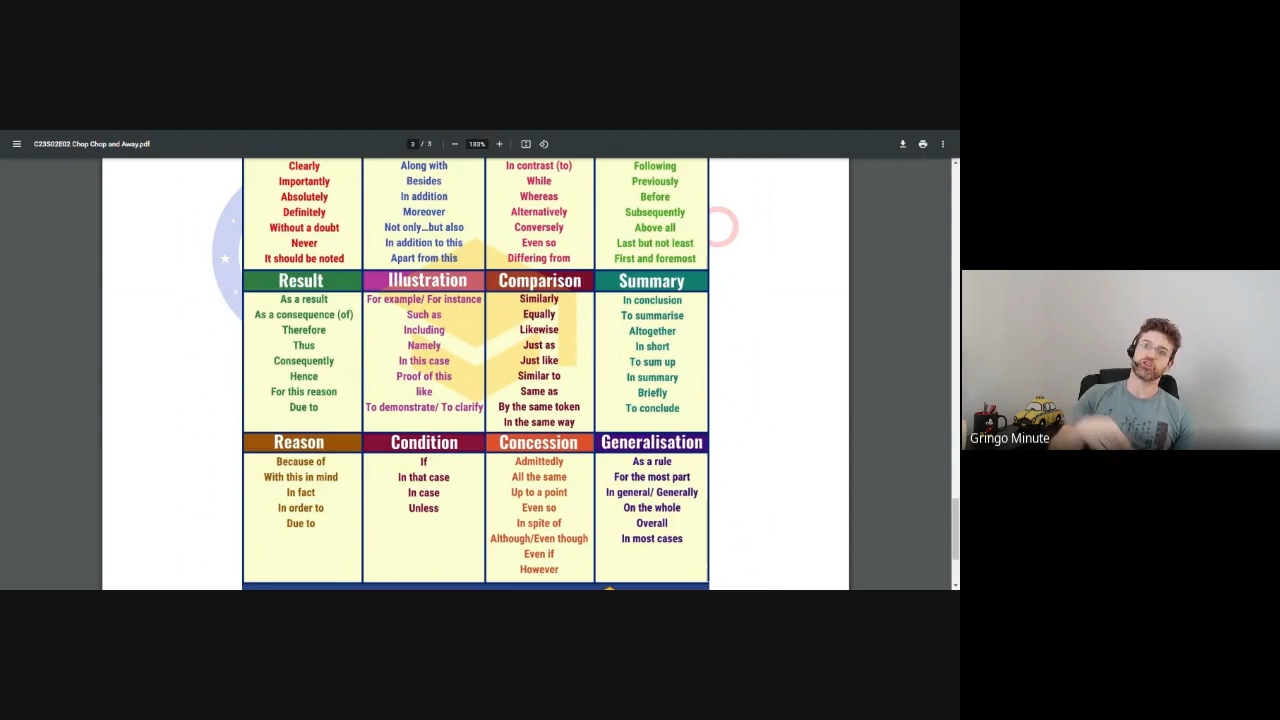 C23S02E02 Chop Chop and Away.pdf
3 / 3
183%
Clearly
Importantly
Absolutely
Definitely
Without a doubt
Never
It should be noted
Along with
Besides
In addition
Moreover
Not only...but also
In addition to this
Apart from this
In contrast (to)
While
Whereas
Alternatively
Conversely
Even so
Differing from
Following
Previously
Before
Subsequently
Above all
Last but not least
First and foremost
Result
As a result
As a consequence (of)
Therefore
Thus
Consequently
Hence
For this reason
Due to
Illustration
For example/ For instance
Such as
Including
Namely
In this case
Proof of this
like
To demonstrate/ To clarify
Comparison
Similarly
Equally
Likewise
Just as
Just like
Similar to
Same as
By the same token
In the same way
Summary
In conclusion
To summarise
Altogether
In short
To sum up
In summary
Briefly
To conclude
Reason
Because of
With this in mind
In fact
In order to
Due to
Condition
If
In that case
In case
Unless
Concession
Admittedly
All the same
Up to a point
Even so
In spite of
Although/Even though
Even if
However
Generalisation
As a rule
For the most part
In general/ Generally
On the whole
Overall
In most cases
Gringo Minute